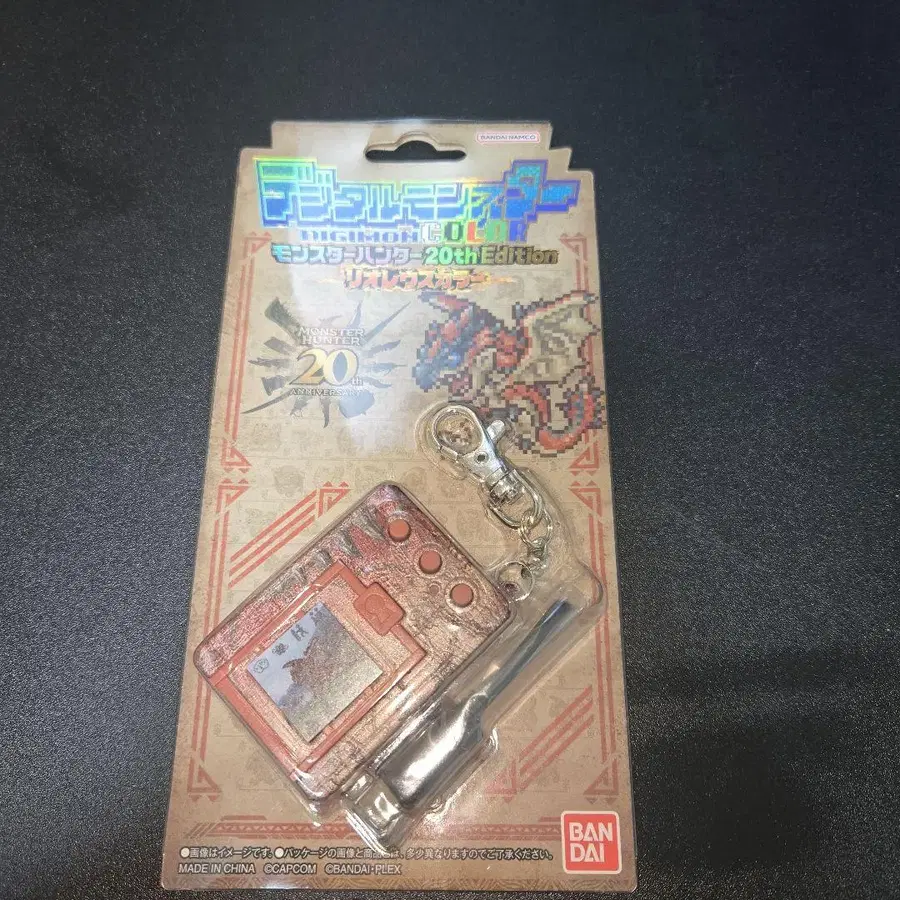 BANDAI NAMCO
デジタルモンスター
DIGIMON COLOR
モンスターハンター20th Edition
リオレウスカラー
MONSTER
HUNTER
20th
ANNIVERSARY
BAN
DAI
●画像はイメージです。●パッケージの画像と商品とは、多少異なりますのでご了承ください。
MADE IN CHINA ©CAPCOM ©BANDAI・PLEX